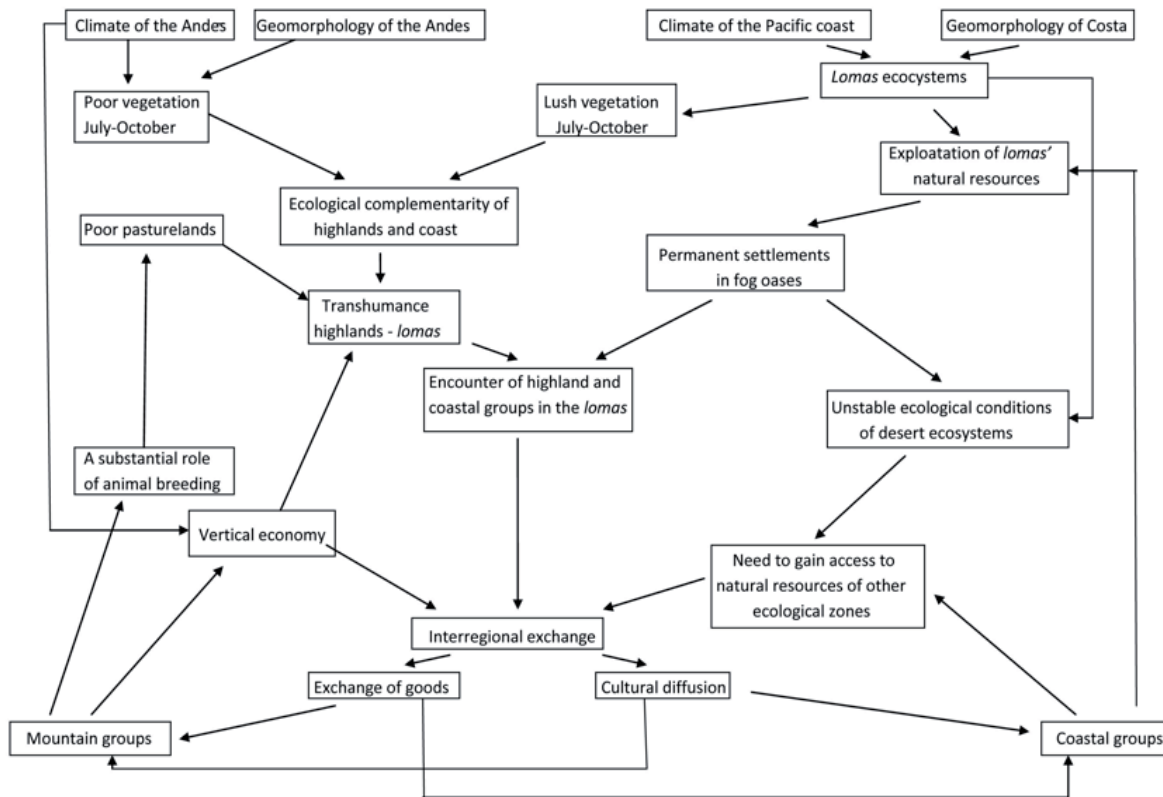 Climate of the Andes
Geomorphology of the Andes
Climate of the Pacific coast
Geomorphology of Costa
Lomas ecocystems
Poor vegetation
July-October
Lush vegetation
July-October
Exploatation of lomas'
natural resources
Ecological complementarity of
highlands and coast
Poor pasturelands
Permanent settlements
in fog oases
Transhumance
highlands - lomas
Encounter of highland and
coastal groups in the lomas
Unstable ecological conditions
of desert ecosystems
A substantial role
of animal breeding
Vertical economy
Need to gain access to
natural resources of other
ecological zones
Interregional exchange
Exchange of goods
Cultural diffusion
Mountain groups
Coastal groups